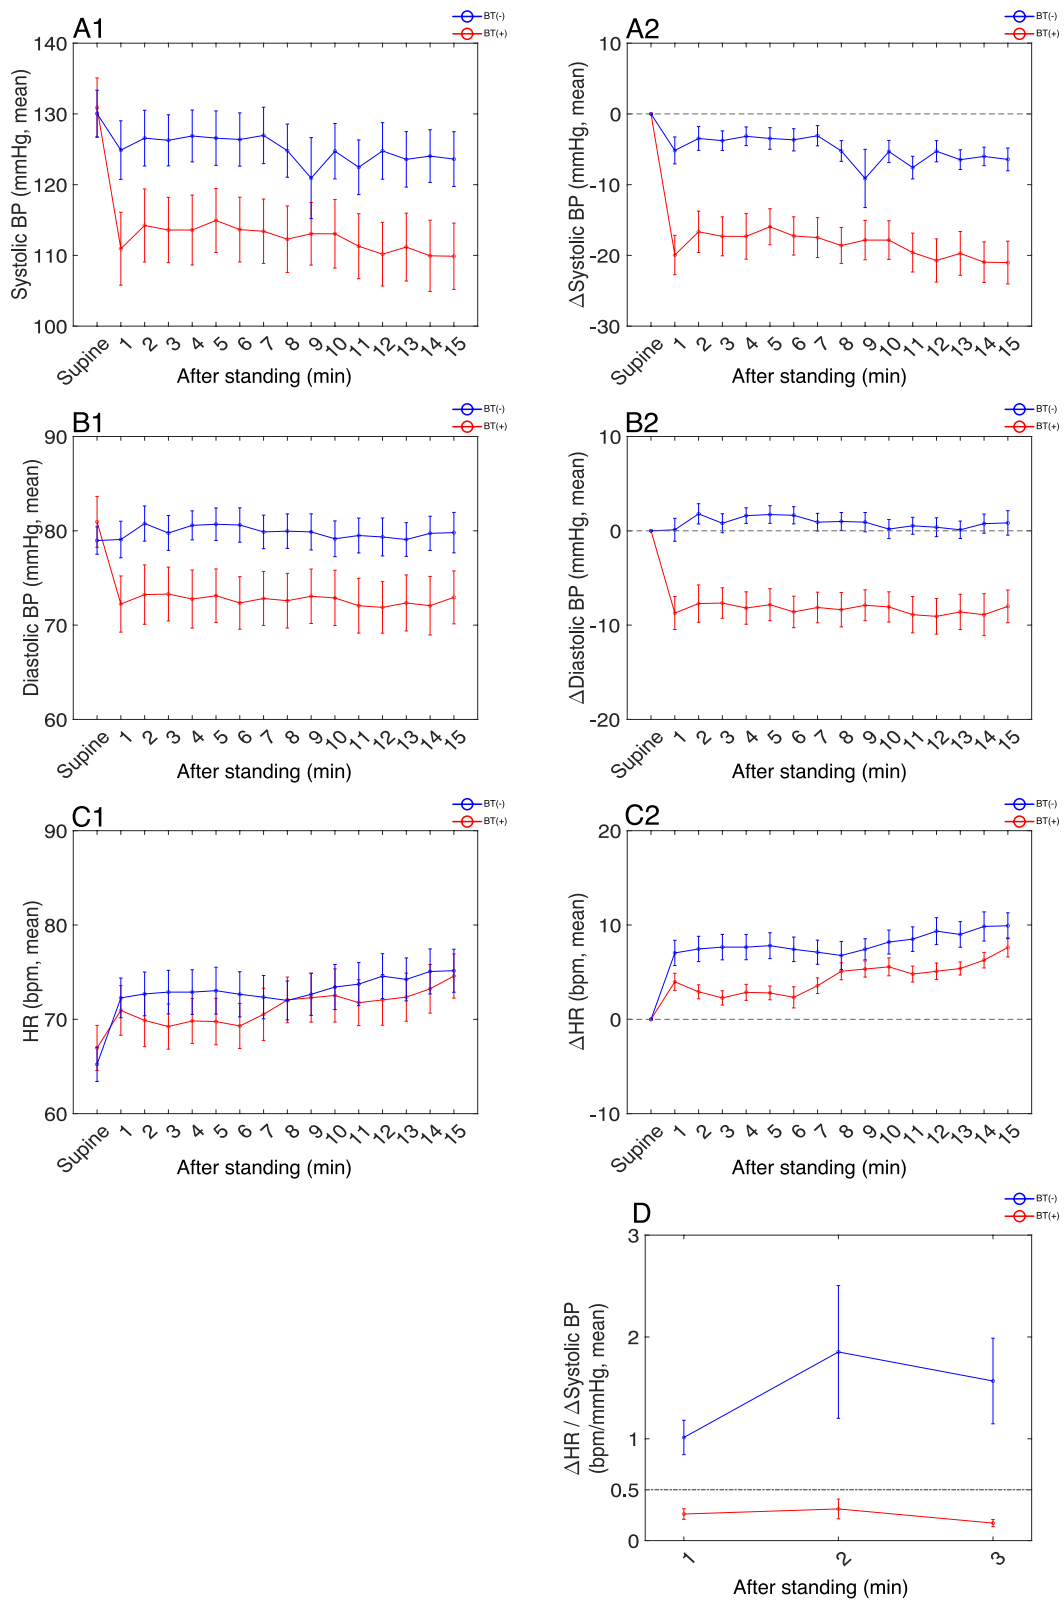 A1
BT(-)
BT(+)
140
130
120
110
100
Systolic BP (mmHg, mean)
Supine 1 2 3 4 5 6 7 8 9 10 11 12 13 14 15
After standing (min)
A2
BT(-)
BT(+)
10
0
-10
-20
-30
ΔSystolic BP (mmHg, mean)
Supine 1 2 3 4 5 6 7 8 9 10 11 12 13 14 15
After standing (min)
B1
BT(-)
BT(+)
90
80
70
60
Diastolic BP (mmHg, mean)
Supine 1 2 3 4 5 6 7 8 9 10 11 12 13 14 15
After standing (min)
B2
BT(-)
BT(+)
10
0
-10
-20
ΔDiastolic BP (mmHg, mean)
Supine 1 2 3 4 5 6 7 8 9 10 11 12 13 14 15
After standing (min)
C1
BT(-)
BT(+)
90
80
70
60
HR (bpm, mean)
Supine 1 2 3 4 5 6 7 8 9 10 11 12 13 14 15
After standing (min)
C2
BT(-)
BT(+)
20
10
0
-10
ΔHR (bpm, mean)
Supine 1 2 3 4 5 6 7 8 9 10 11 12 13 14 15
After standing (min)
D
BT(-)
BT(+)
3
2
1
0.5
0
ΔHR / ΔSystolic BP
(bpm/mmHg, mean)
1 2 3
After standing (min)